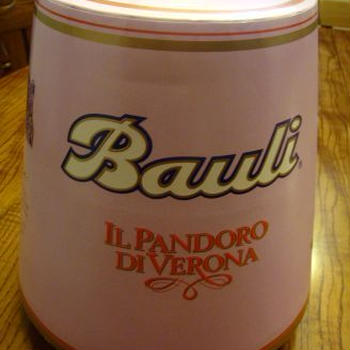 Bauli
IL PANDORO
DI VERONA